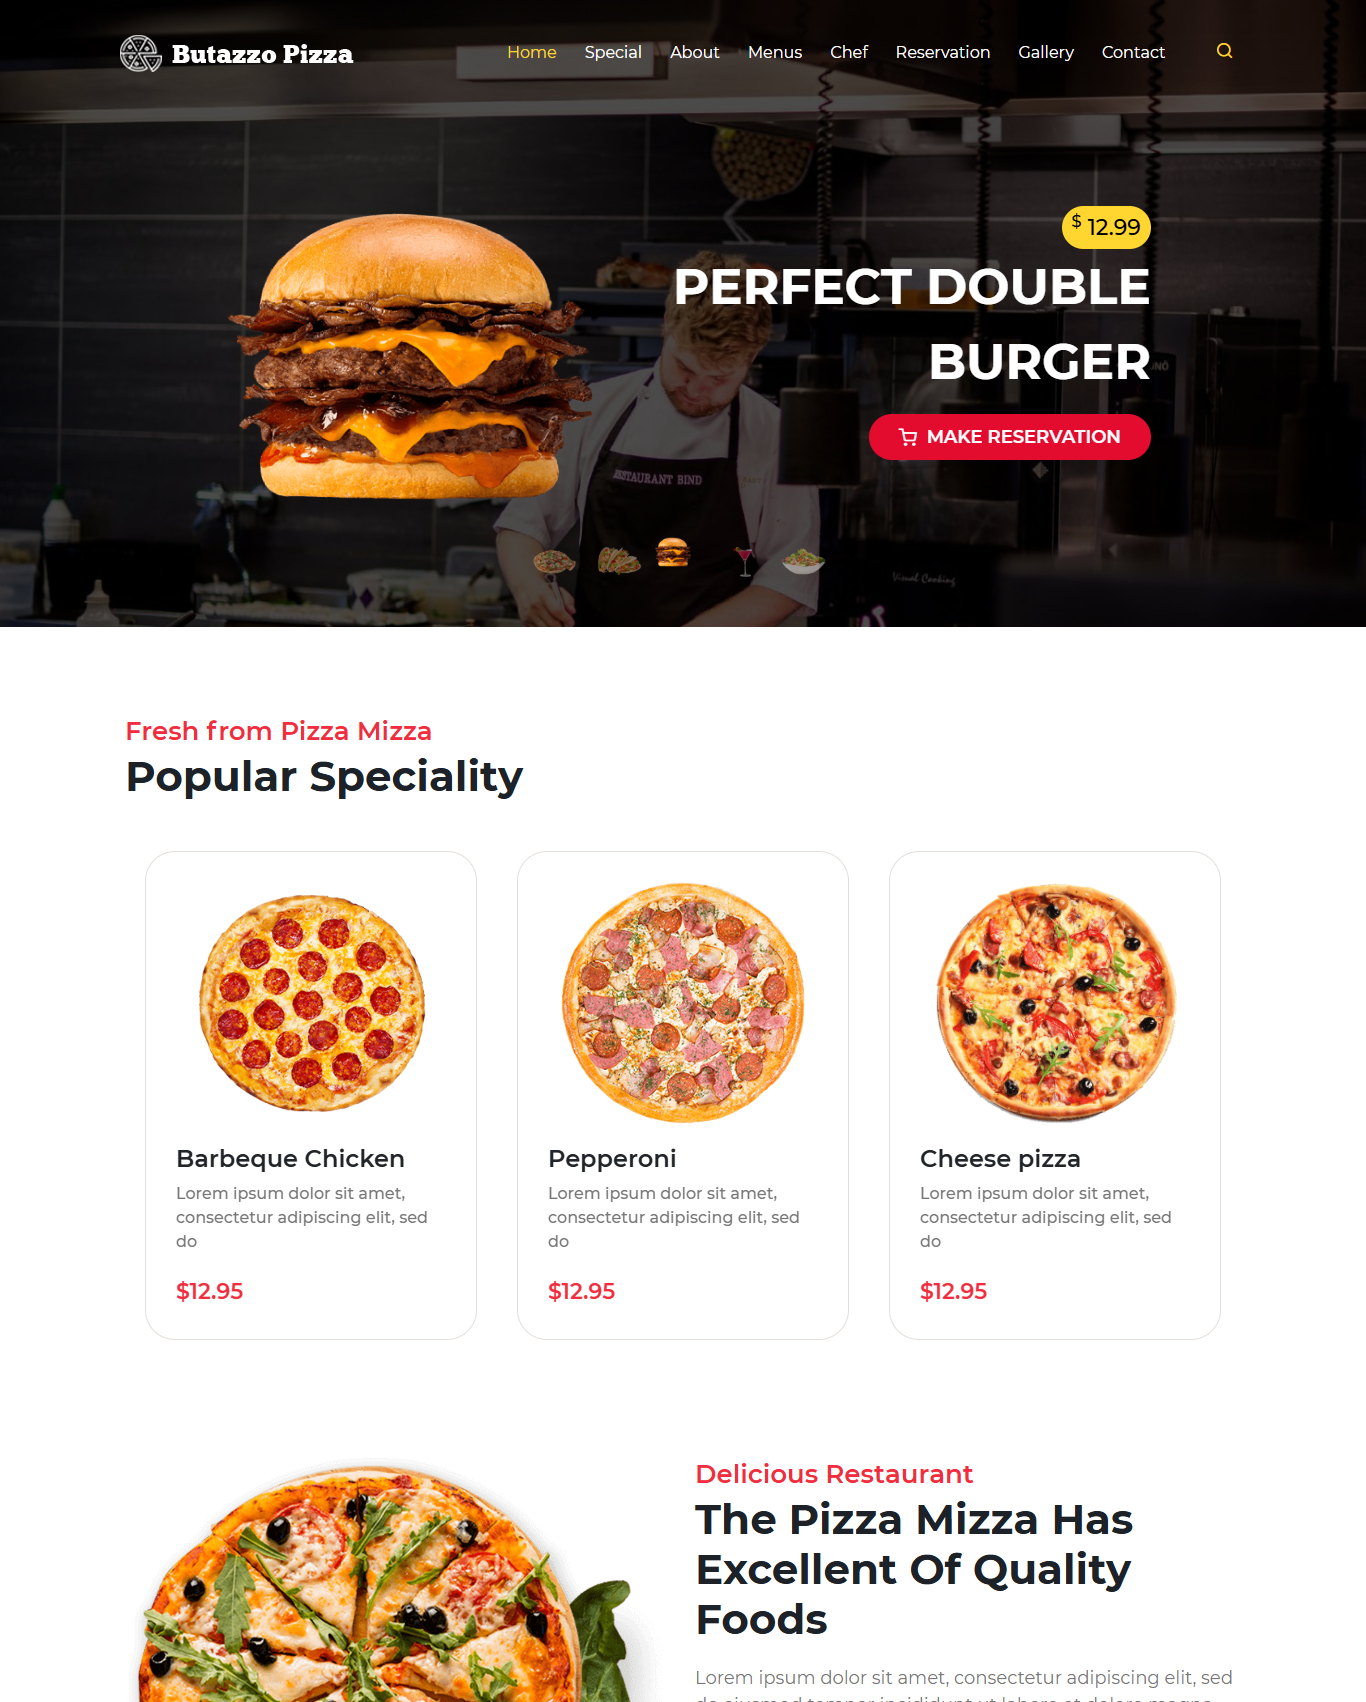 Butazzo Pizza
Home Special About Menus Chef Reservation Gallery Contact
$ 12.99
PERFECT DOUBLE
BURGER
MAKE RESERVATION
RESTAURANT BIND
Visual Cooking
Fresh from Pizza Mizza
Popular Speciality
Barbeque Chicken
Lorem ipsum dolor sit amet,
consectetur adipiscing elit, sed
do
$12.95
Pepperoni
Lorem ipsum dolor sit amet,
consectetur adipiscing elit, sed
do
$12.95
Cheese pizza
Lorem ipsum dolor sit amet,
consectetur adipiscing elit, sed
do
$12.95
Delicious Restaurant
The Pizza Mizza Has
Excellent Of Quality
Foods
Lorem ipsum dolor sit amet, consectetur adipiscing elit, sed